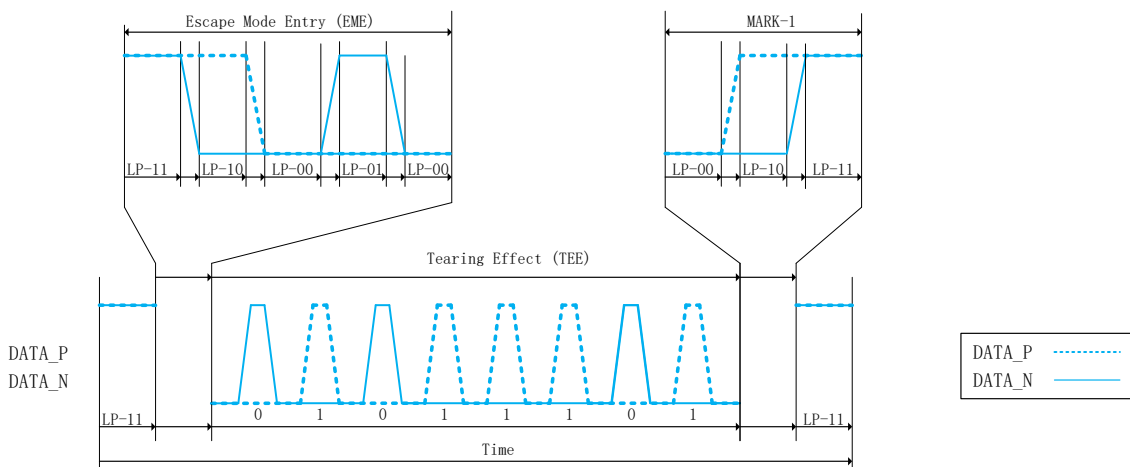 Escape Mode Entry (EME)
MARK-1
LP-11 LP-10 LP-00 LP-01 LP-00
LP-00 LP-10 LP-11
Tearing Effect (TEE)
DATA_P
DATA_N
DATA_P
DATA_N
0 1 0 1 1 1 0 1
LP-11
LP-11
Time